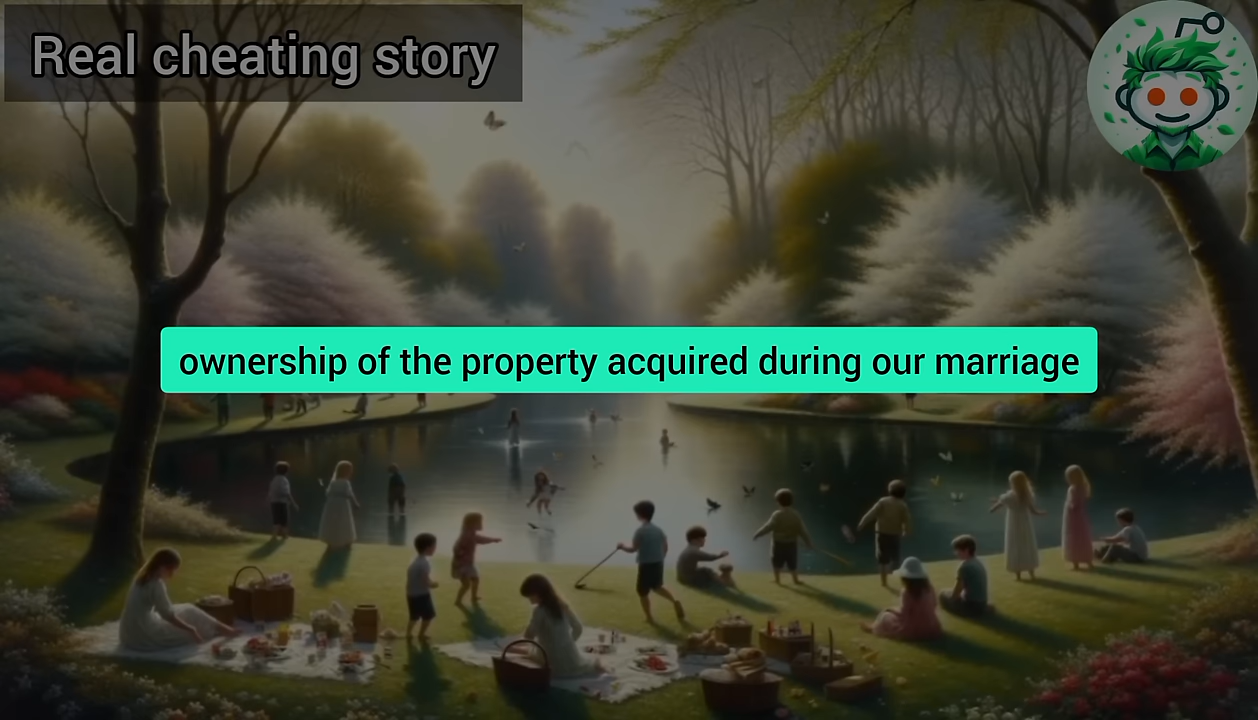 Real cheating story
ownership of the property acquired during our marriage